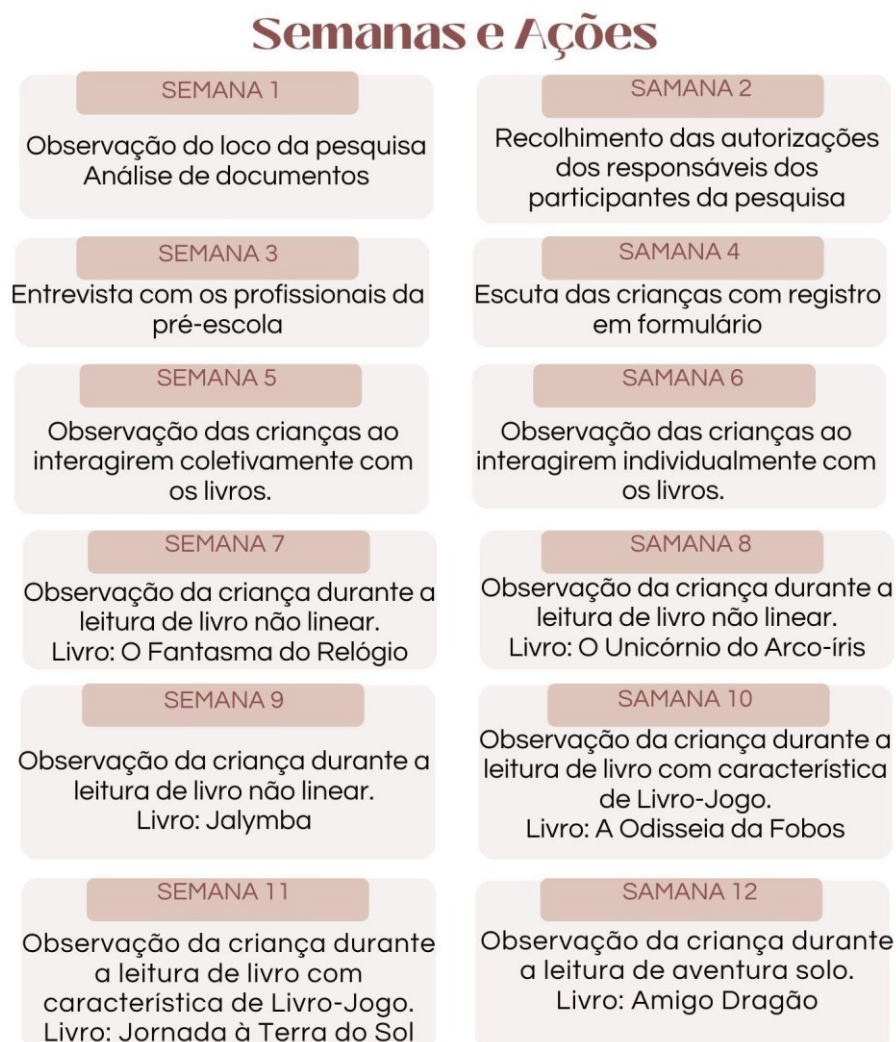 Semanas e Ações
SEMANA 1
Observação do loco da pesquisa
Análise de documentos
SAMANA 2
Recolhimento das autorizações
dos responsáveis dos
participantes da pesquisa
SEMANA 3
Entrevista com os profissionais da
pré-escola
SAMANA 4
Escuta das crianças com registro
em formulário
SEMANA 5
Observação das crianças ao
interagirem coletivamente com
os livros.
SAMANA 6
Observação das crianças ao
interagirem individualmente com
os livros.
SEMANA 7
Observação da criança durante a
leitura de livro não linear.
Livro: O Fantasma do Relógio
SAMANA 8
Observação da criança durante a
leitura de livro não linear.
Livro: O Unicórnio do Arco-íris
SEMANA 9
Observação da criança durante a
leitura de livro não linear.
Livro: Jalymba
SAMANA 10
Observação da criança durante a
leitura de livro com característica
de Livro-Jogo.
Livro: A Odisseia da Fobos
SEMANA 11
Observação da criança durante
a leitura de livro com
característica de Livro-Jogo.
Livro: Jornada à Terra do Sol
SAMANA 12
Observação da criança durante
a leitura de aventura solo.
Livro: Amigo Dragão